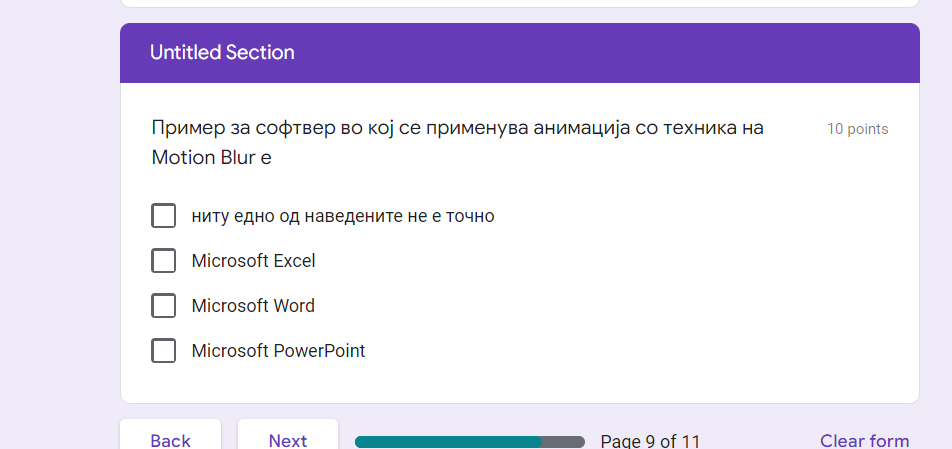 Untitled Section
Пример за софтвер во кој се применува анимација со техника на
Motion Blur е
10 points
ниту едно од наведените не е точно
Microsoft Excel
Microsoft Word
Microsoft PowerPoint
Back
Next
Page 9 of 11
Clear form